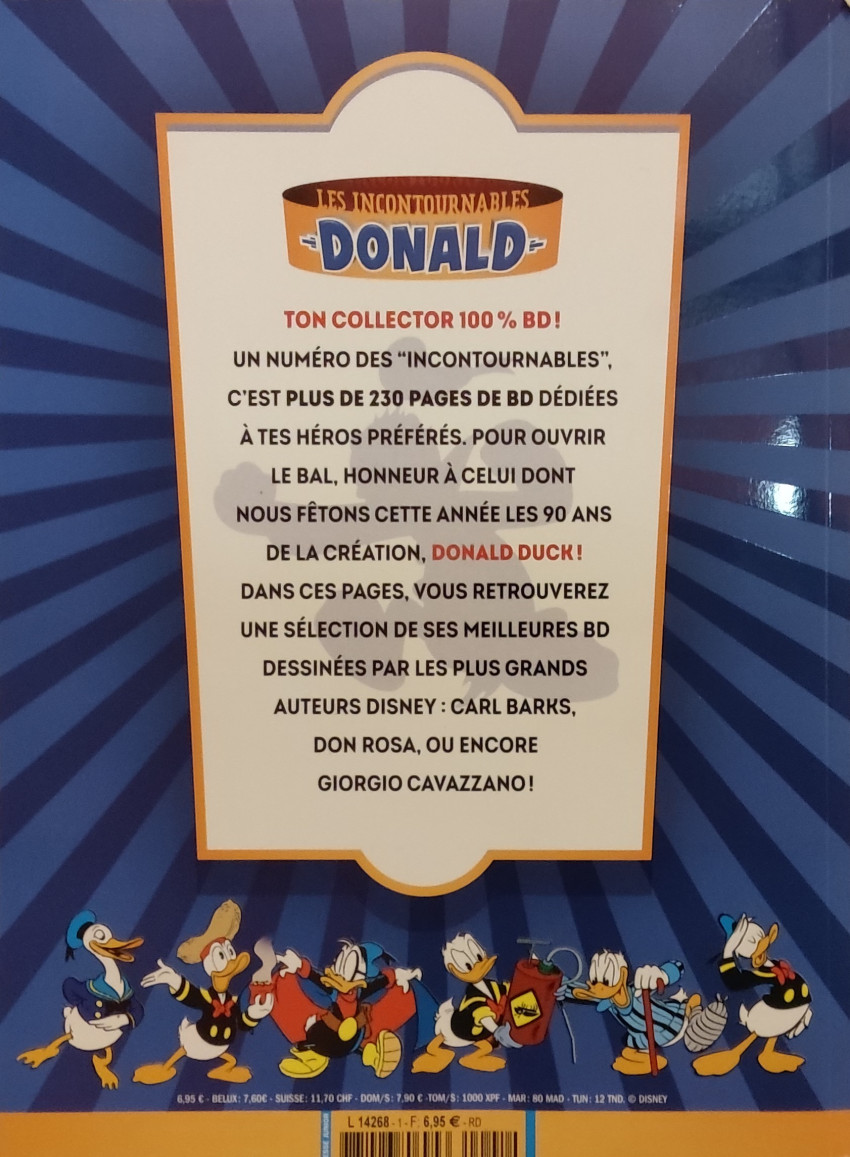 LES INCONTOURNABLES
DONALD
TON COLLECTOR 100 % BD !
UN NUMÉRO DES “INCONTOURNABLES”,
C’EST PLUS DE 230 PAGES DE BD DÉDIÉES
À TES HÉROS PRÉFÉRÉS. POUR OUVRIR
LE BAL, HONNEUR À CELUI DONT
NOUS FÊTONS CETTE ANNÉE LES 90 ANS
DE LA CRÉATION, DONALD DUCK !
DANS CES PAGES, VOUS RETROUVEREZ
UNE SÉLECTION DE SES MEILLEURES BD
DESSINÉES PAR LES PLUS GRANDS
AUTEURS DISNEY : CARL BARKS,
DON ROSA, OU ENCORE
GIORGIO CAVAZZANO !
6,95 € - BELUX : 7,60€ - SUISSE : 11,70 CHF - DOM/S : 7,90 € -TOM/S : 1000 XPF - MAR : 80 MAD - TUN : 12 TND. © DISNEY
L 14268 - 1 - F: 6,95 € - RD